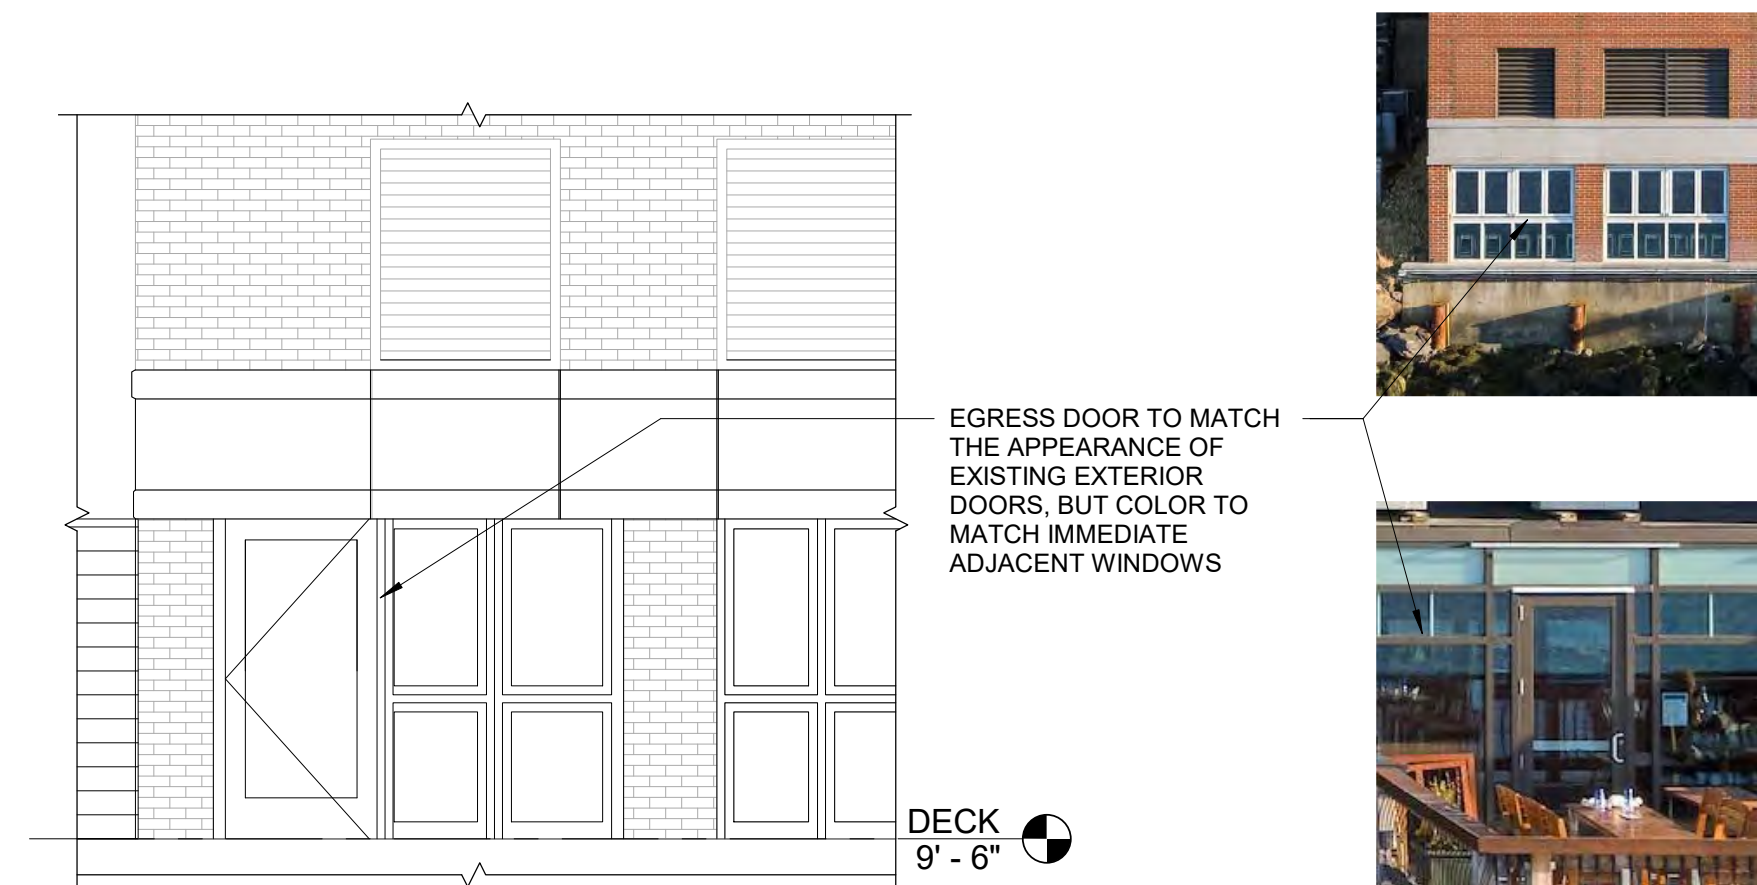 EGRESS DOOR TO MATCH
THE APPEARANCE OF
EXISTING EXTERIOR
DOORS, BUT COLOR TO
MATCH IMMEDIATE
ADJACENT WINDOWS
DECK
9' - 6"